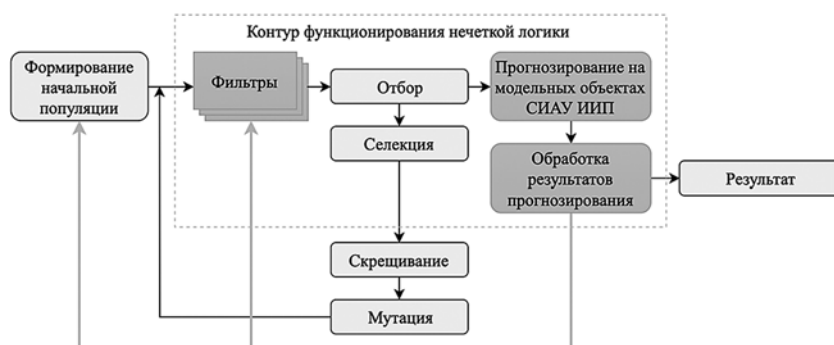 Контур функционирования нечеткой логики
Формирование
начальной
популяции
Фильтры
Отбор
Прогнозирование на
модельных объектах
СИАУ ИИП
Селекция
Обработка
результатов
прогнозирования
Результат
Скрещивание
Мутация